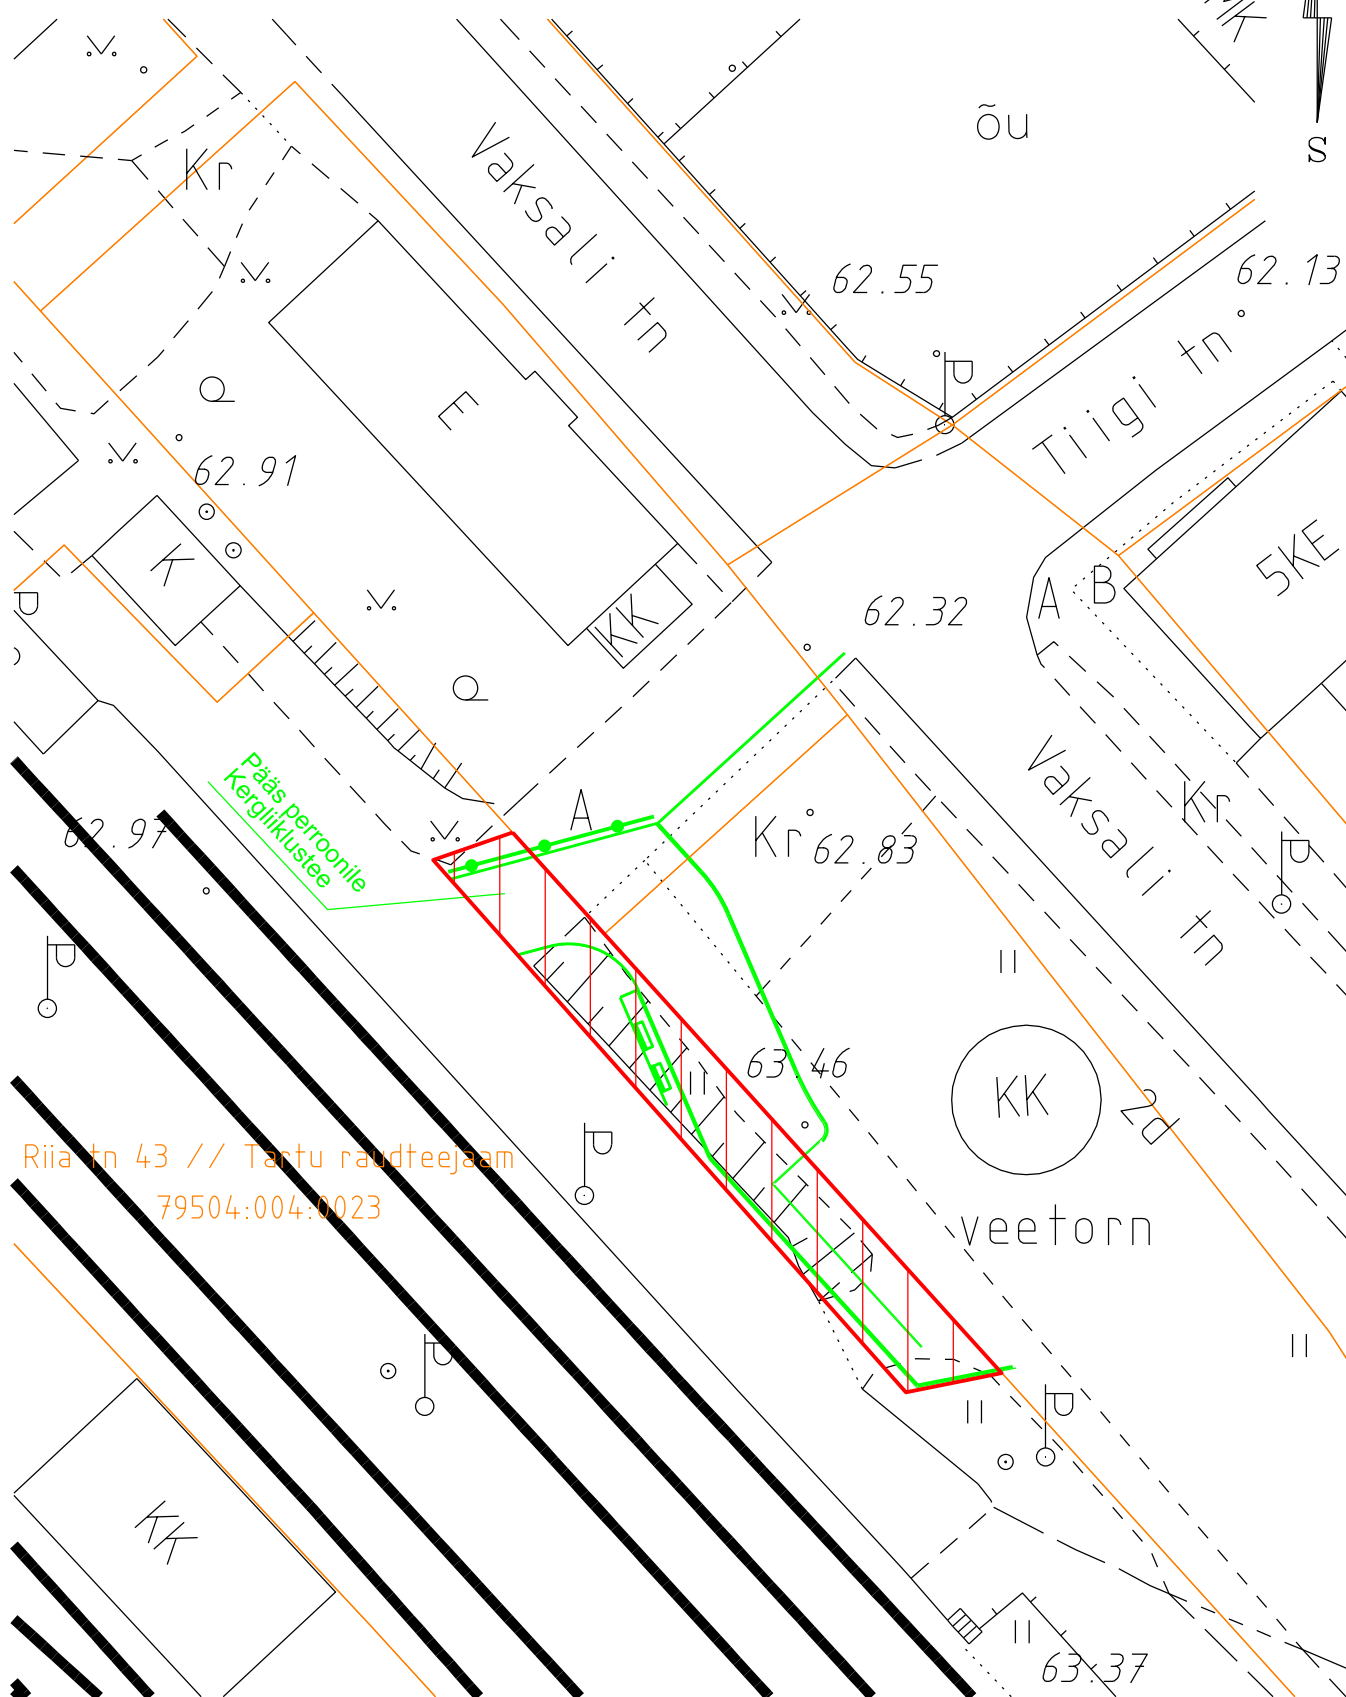 MK
S
õu
Kr
Vaksali tn
62.55
62.13
Tiigi tn
E
62.91
K
5KE
KK
62.32
A
B
Vaksali tn
Kr
Pääs perroonile
Kergliiklustee
62.97
A
Kr
62.83
63.46
KK
2d
veetorn
Riia tn 43 // Tartu raudteejaam
79504:004:0023
KK
63.37